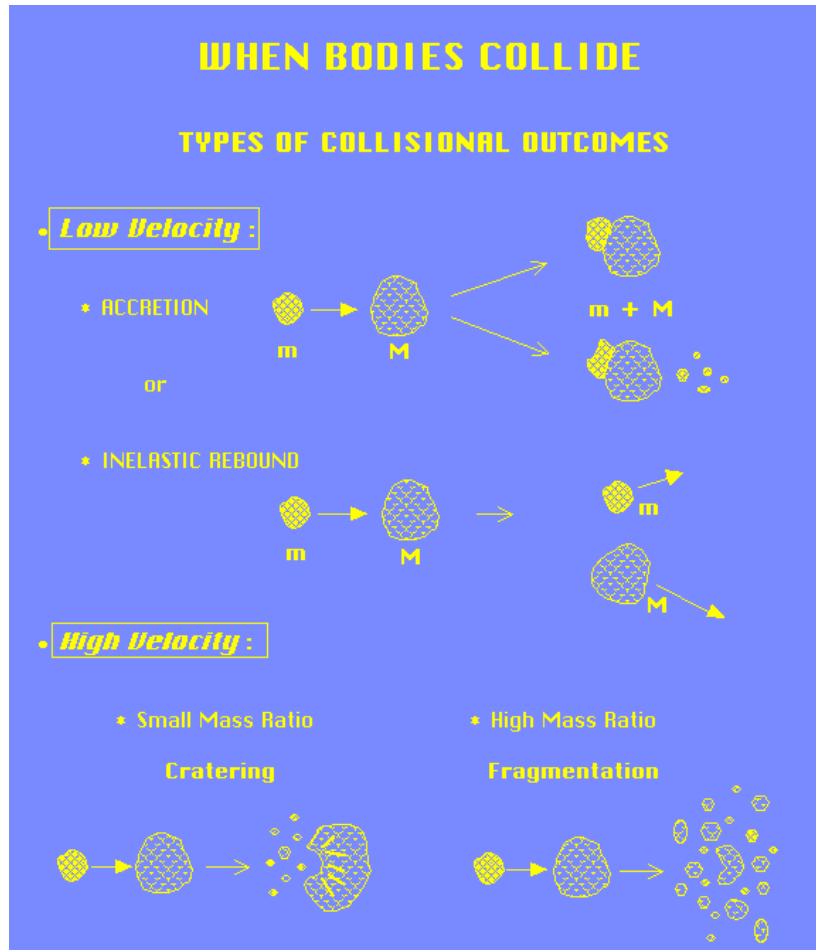 WHEN BODIES COLLIDE
TYPES OF COLLISIONAL OUTCOMES
• Low Velocity :
* ACCRETION
m
M
m + M
or
* INELASTIC REBOUND
m
M
m
M
• High Velocity :
* Small Mass Ratio
* High Mass Ratio
Cratering
Fragmentation